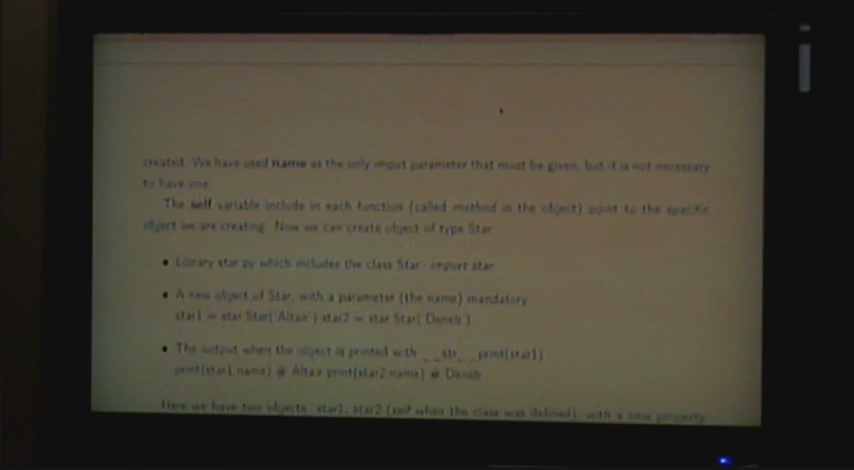 created. We have used name as the only input parameter that must be given, but it is not necessary
to have one.
The self variable include in each function (called method in the object) point to the specific
object we are creating. Now we can create object of type Star
• Library star.py which includes the class Star: import star
• A new object of Star, with a parameter (the name) mandatory
star1 = star.Star('Altair') star2 = star.Star('Deneb')
• The output when the object is printed with __str__ print(star1)
print(star1.name) # Altair print(star2.name) # Deneb
Here we have two objects: star1, star2 (self when the class was defined), with a new property,